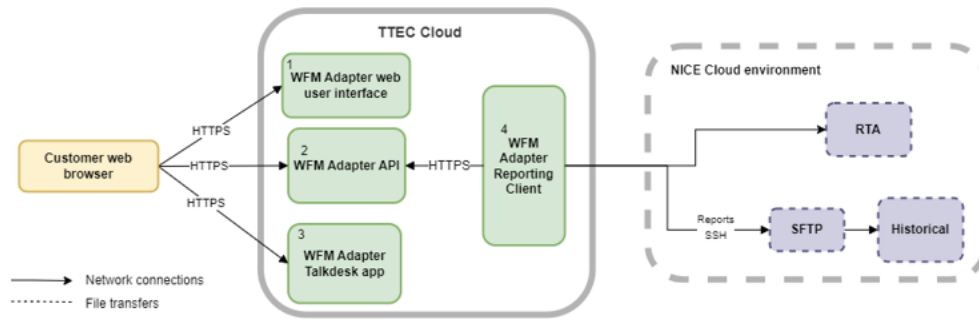 TTEC Cloud
1
WFM Adapter web
user interface
HTTPS
Customer web
browser
HTTPS
2
WFM Adapter API
HTTPS
4
WFM
Adapter
Reporting
Client
HTTPS
3
WFM Adapter
Talkdesk app
NICE Cloud environment
RTA
Reports
SSH
SFTP
Historical
Network connections
File transfers